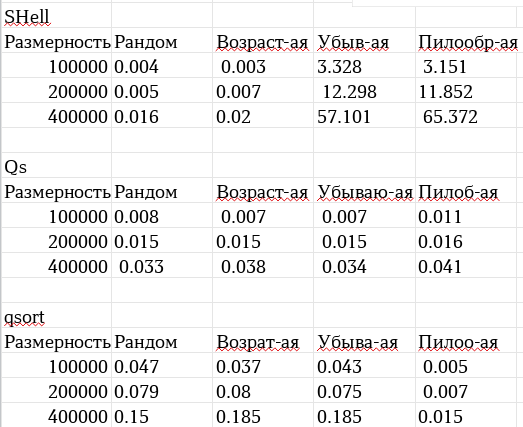 SHell
Размерность Рандом Возраст-ая Убыв-ая Пилообр-ая
100000 0.004 0.003 3.328 3.151
200000 0.005 0.007 12.298 11.852
400000 0.016 0.02 57.101 65.372
Qs
Размерность Рандом Возраст-ая Убываю-ая Пилоб-ая
100000 0.008 0.007 0.007 0.011
200000 0.015 0.015 0.015 0.016
400000 0.033 0.038 0.034 0.041
qsort
Размерность Рандом Возрат-ая Убыва-ая Пилоо-ая
100000 0.047 0.037 0.043 0.005
200000 0.079 0.08 0.075 0.007
400000 0.15 0.185 0.185 0.015